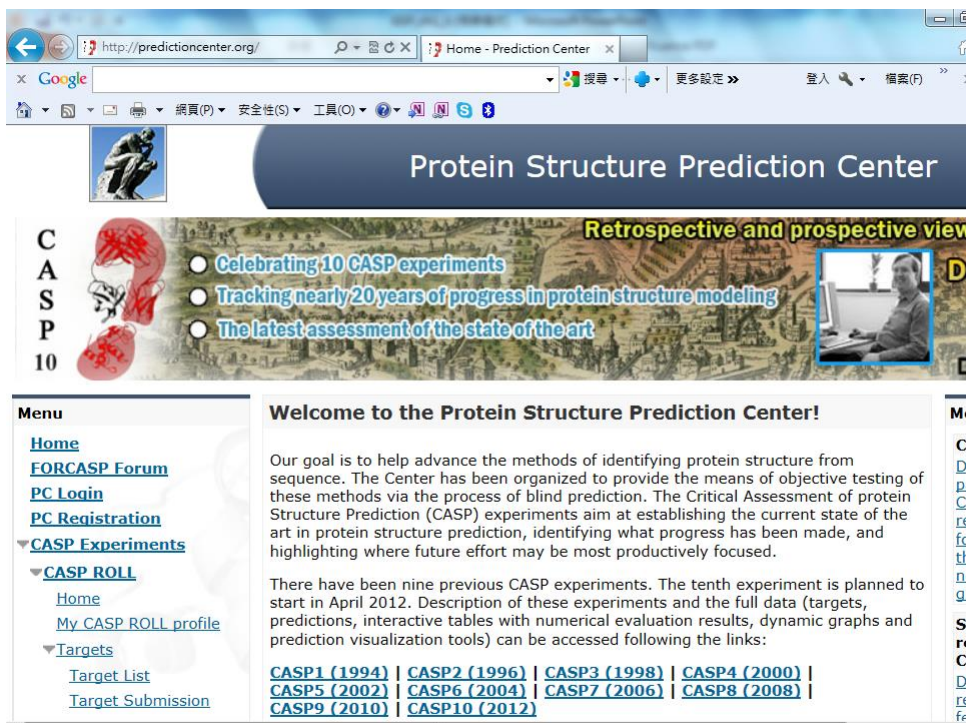 http://predictioncenter.org/
Home - Prediction Center
Google
搜尋
更多設定 »
登入
檔案(F)
網頁(P)
安全性(S)
工具(O)
Protein Structure Prediction Center
C
A
S
P
10
Retrospective and prospective view
Celebrating 10 CASP experiments
Tracking nearly 20 years of progress in protein structure modeling
The latest assessment of the state of the art
Menu
Home
FORCASP Forum
PC Login
PC Registration
CASP Experiments
CASP ROLL
Home
My CASP ROLL profile
Targets
Target List
Target Submission
Welcome to the Protein Structure Prediction Center!
Our goal is to help advance the methods of identifying protein structure from
sequence. The Center has been organized to provide the means of objective testing of
these methods via the process of blind prediction. The Critical Assessment of protein
Structure Prediction (CASP) experiments aim at establishing the current state of the
art in protein structure prediction, identifying what progress has been made, and
highlighting where future effort may be most productively focused.
There have been nine previous CASP experiments. The tenth experiment is planned to
start in April 2012. Description of these experiments and the full data (targets,
predictions, interactive tables with numerical evaluation results, dynamic graphs and
prediction visualization tools) can be accessed following the links:
CASP1 (1994) | CASP2 (1996) | CASP3 (1998) | CASP4 (2000) |
CASP5 (2002) | CASP6 (2004) | CASP7 (2006) | CASP8 (2008) |
CASP9 (2010) | CASP10 (2012)